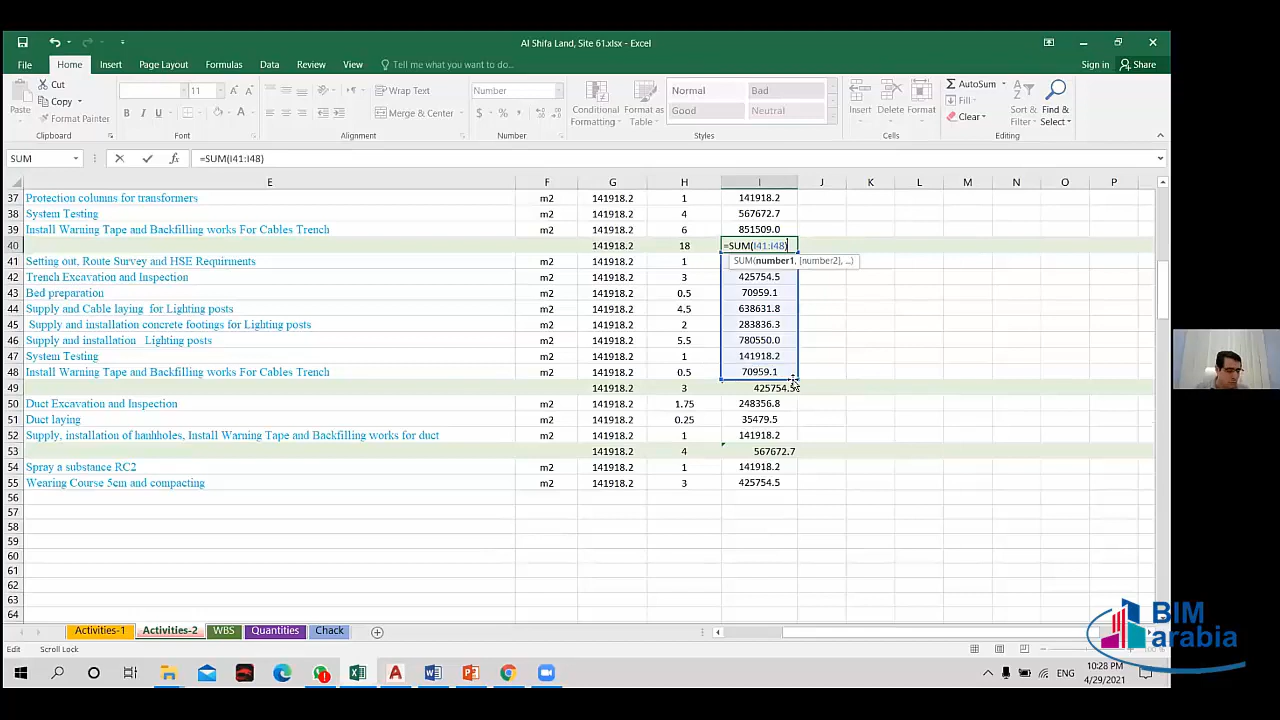 Al Shifa Land, Site 61.xlsx - Excel
File Home Insert Page Layout Formulas Data Review View Tell me what you want to do... Sign in Share
Cut 11 Wrap Text Number Normal Bad AutoSum
Paste Copy Conditional Format as Good Neutral Insert Delete Format Fill Sort & Find &
Format Painter B I U Merge & Center $ % Formatting Table Clear Filter Select
Clipboard Font Alignment Number Styles Cells Editing
SUM =SUM(I41:I48)
E F G H I J K L M N O P
37 Protection columns for transformers m2 141918.2 1 141918.2
38 System Testing m2 141918.2 4 567672.7
39 Install Warning Tape and Backfilling works For Cables Trench m2 141918.2 6 851509.0
40 141918.2 18 =SUM(I41:I48)
41 Setting out, Route Survey and HSE Requirments m2 141918.2 1 SUM(number1, [number2], ...)
42 Trench Excavation and Inspection m2 141918.2 3 425754.5
43 Bed preparation m2 141918.2 0.5 70959.1
44 Supply and Cable laying for Lighting posts m2 141918.2 4.5 638631.8
45 Supply and installation concrete footings for Lighting posts m2 141918.2 2 283836.3
46 Supply and installation Lighting posts m2 141918.2 5.5 780550.0
47 System Testing m2 141918.2 1 141918.2
48 Install Warning Tape and Backfilling works For Cables Trench m2 141918.2 0.5 70959.1
49 141918.2 3 425754.5
50 Duct Excavation and Inspection m2 141918.2 1.75 248356.8
51 Duct laying m2 141918.2 0.25 35479.5
52 Supply, installation of hanhholes, Install Warning Tape and Backfilling works for duct m2 141918.2 1 141918.2
53 141918.2 4 567672.7
54 Spray a substance RC2 m2 141918.2 1 141918.2
55 Wearing Course 5cm and compacting m2 141918.2 3 425754.5
56
57
58
59
60
61
62
63
64
Activities-1 Activities-2 WBS Quantities Chack
Edit Scroll Lock
ENG 10:28 PM
4/29/2021
BIM
arabia